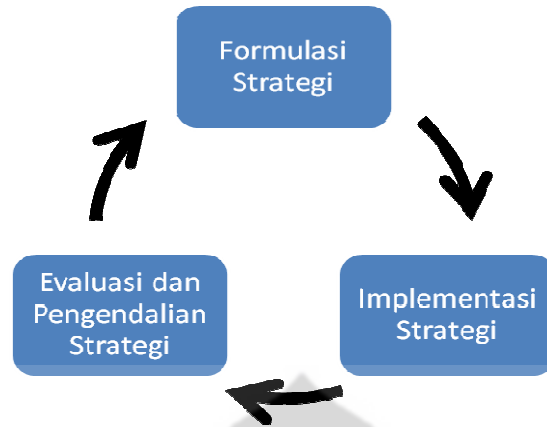 Formulasi
Strategi
Evaluasi dan
Pengendalian
Strategi
Implementasi
Strategi